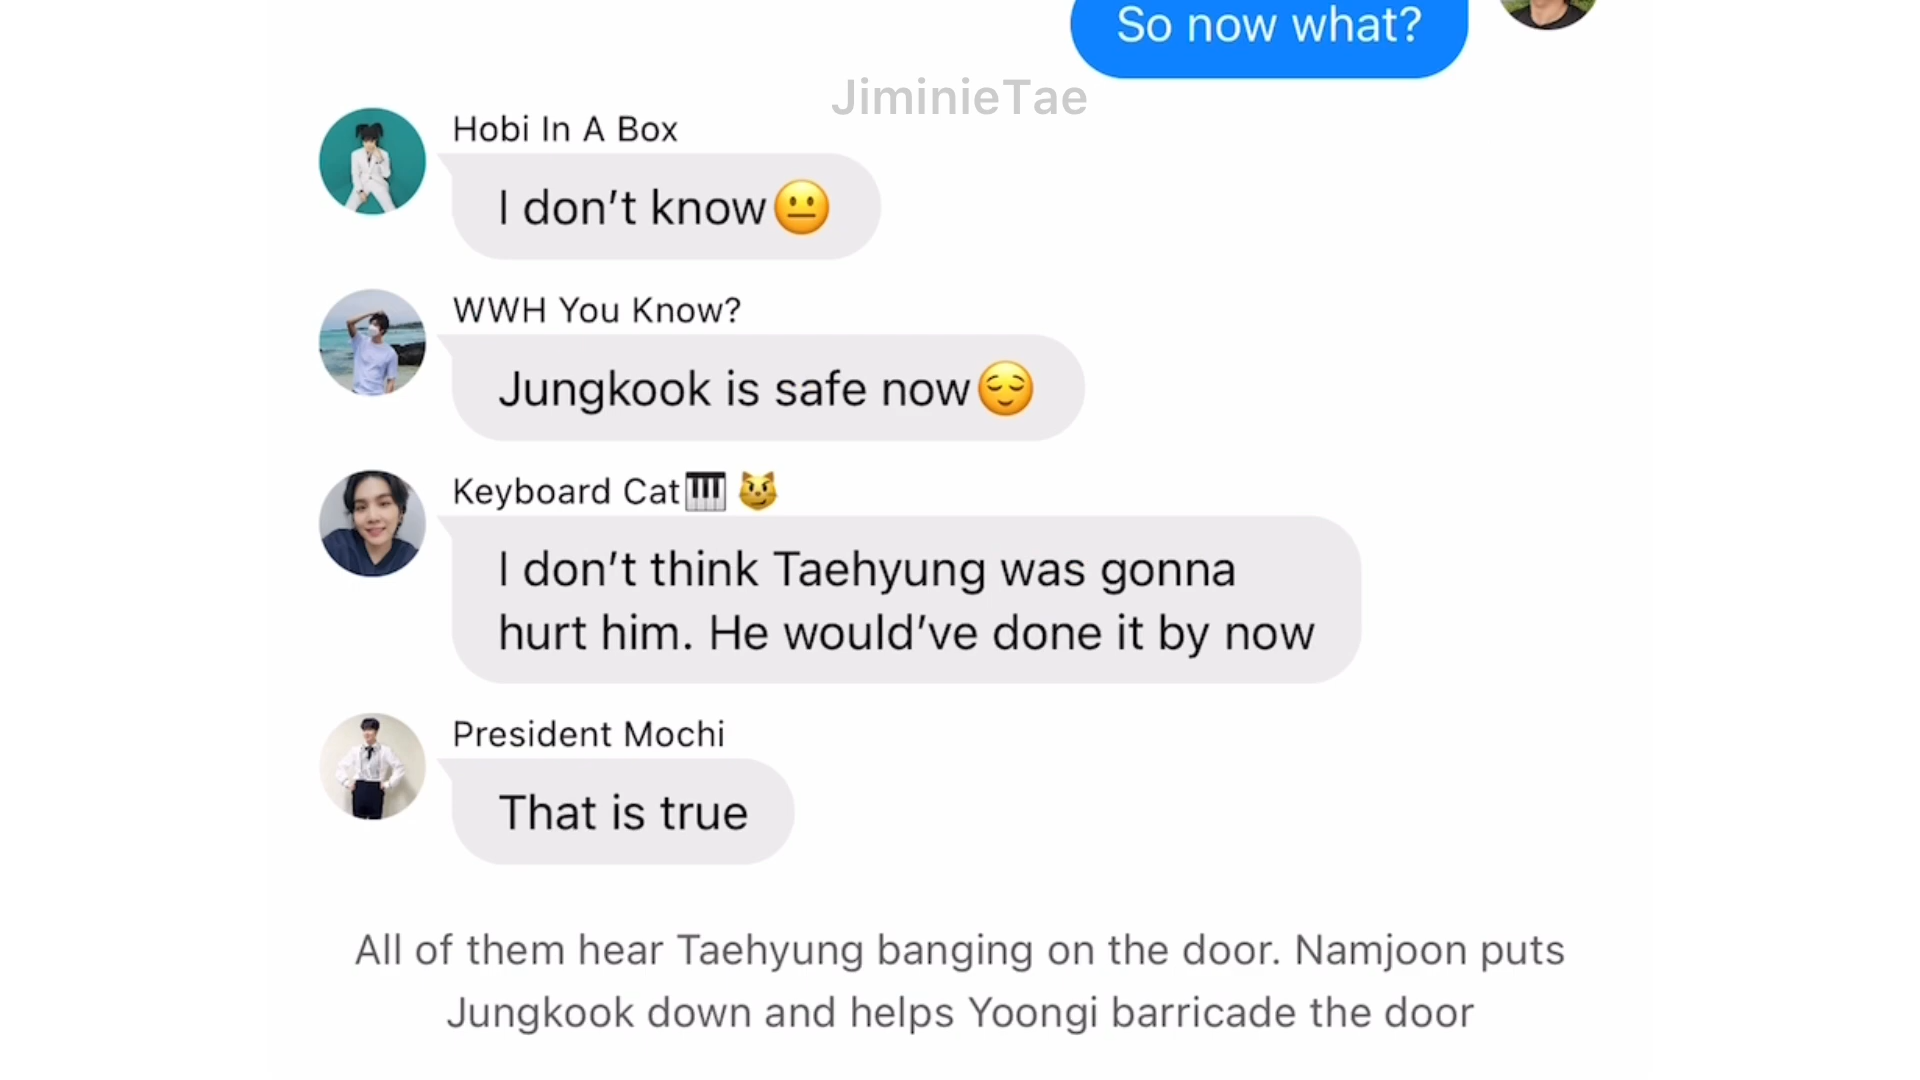 So now what?
JiminieTae
Hobi In A Box
I don’t know😐
WWH You Know?
Jungkook is safe now😌
Keyboard Cat🎹 😼
I don’t think Taehyung was gonna
hurt him. He would’ve done it by now
President Mochi
That is true
All of them hear Taehyung banging on the door. Namjoon puts
Jungkook down and helps Yoongi barricade the door